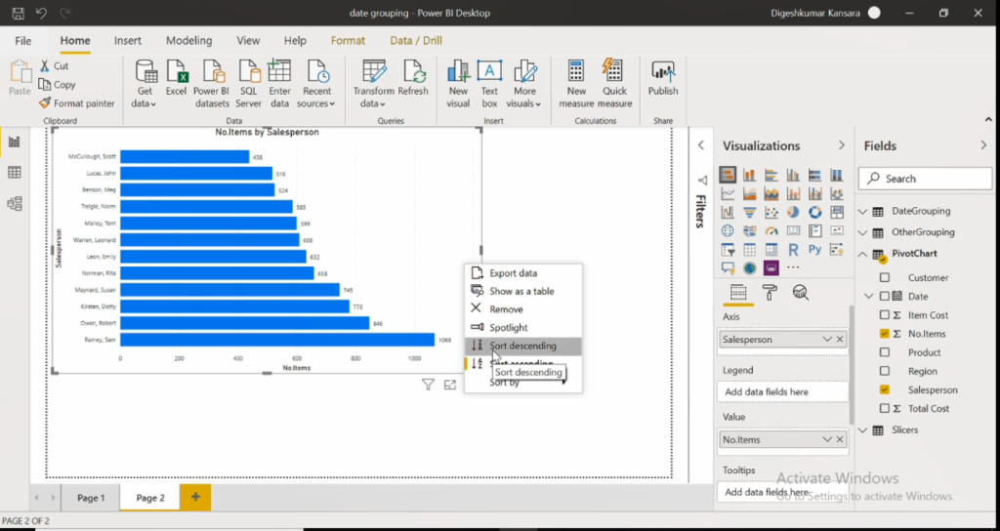 date grouping - Power BI Desktop
Digeshkumar Kansara
File Home Insert Modeling View Help Format Data / Drill
Paste
Cut
Copy
Format painter
Clipboard
Get data
Excel
Power BI datasets
SQL Server
Enter data
Recent sources
Data
Transform data
Refresh
Queries
New visual
Text box
More visuals
Insert
New measure
Quick measure
Calculations
Publish
Share
No.Items by Salesperson
Salesperson
McCullough, Scott 438
Lucas, John 516
Benson, Meg 524
Treigle, Norm 585
Malloy, Terri 599
Warren, Leonard 608
Leon, Emily 632
Norman, Rita 658
Maynard, Susan 745
Kirsten, Dotty 778
Owen, Robert 846
Ramey, Sam 1068
0 200 400 600 800 1000
No.Items
Export data
Show as a table
Remove
Spotlight
Sort descending
Sort ascending
Sort descending
Sort by
Filters
Visualizations
R Py
Axis
Salesperson
Legend
Add data fields here
Value
No.Items
Tooltips
Add data fields here
Fields
Search
DateGrouping
OtherGrouping
PivotChart
Customer
Date
Σ Item Cost
Σ No.Items
Product
Region
Salesperson
Σ Total Cost
Slicers
Activate Windows
Go to Settings to activate Windows.
Page 1 Page 2 +
PAGE 2 OF 2